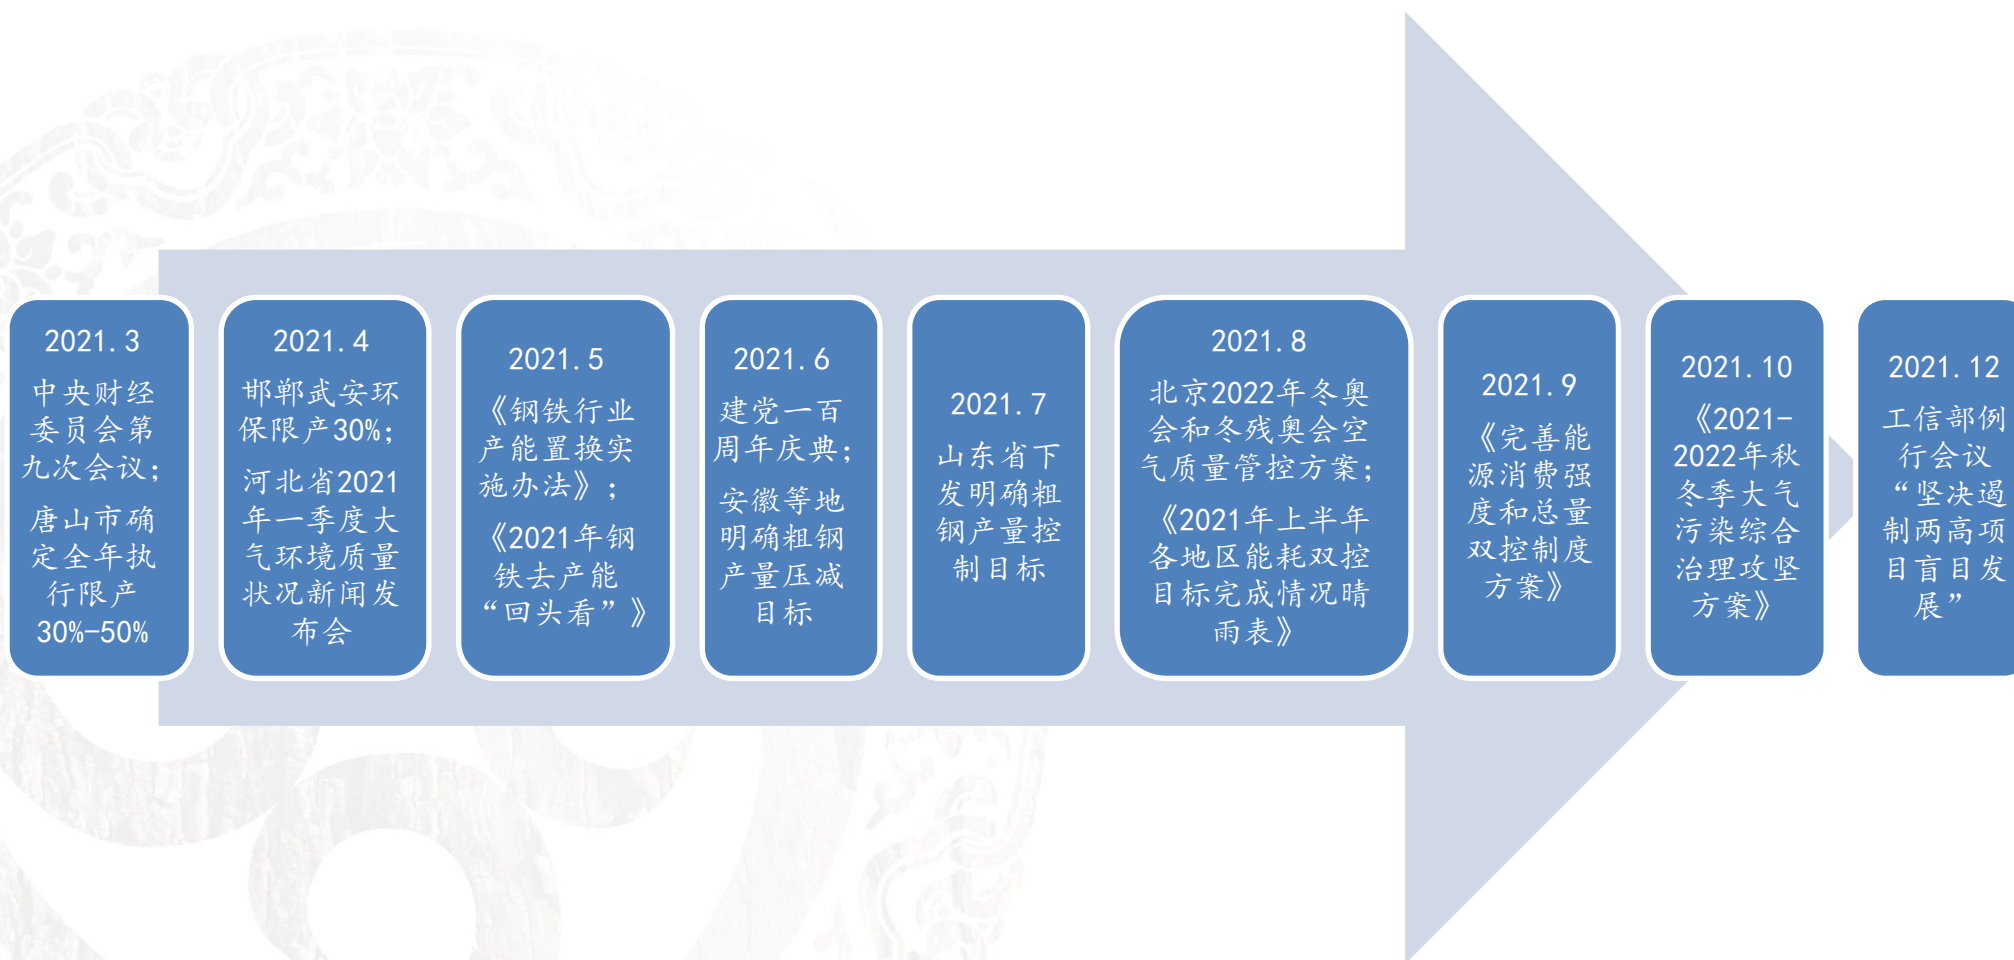 2021.3
中央财经
委员会第
九次会议;
唐山市确
定全年执
行限产
30%-50%
2021.4
邯郸武安环
保限产30%;
河北省2021
年一季度大
气环境质量
状况新闻发
布会
2021.5
《钢铁行业
产能置换实
施办法》;
《2021年钢
铁去产能
“回头看”》
2021.6
建党一百
周年庆典;
安徽等地
明确粗钢
产量压减
目标
2021.7
山东省下
发明确粗
钢产量控
制目标
2021.8
北京2022年冬奥
会和冬残奥会空
气质量管控方案;
《2021年上半年
各地区能耗双控
目标完成情况晴
雨表》
2021.9
《完善能
源消费强
度和总量
双控制度
方案》
2021.10
《2021-
2022年秋
冬季大气
污染综合
治理攻坚
方案》
2021.12
工信部例
行会议
“坚决遏
制两高项
目盲目发
展”